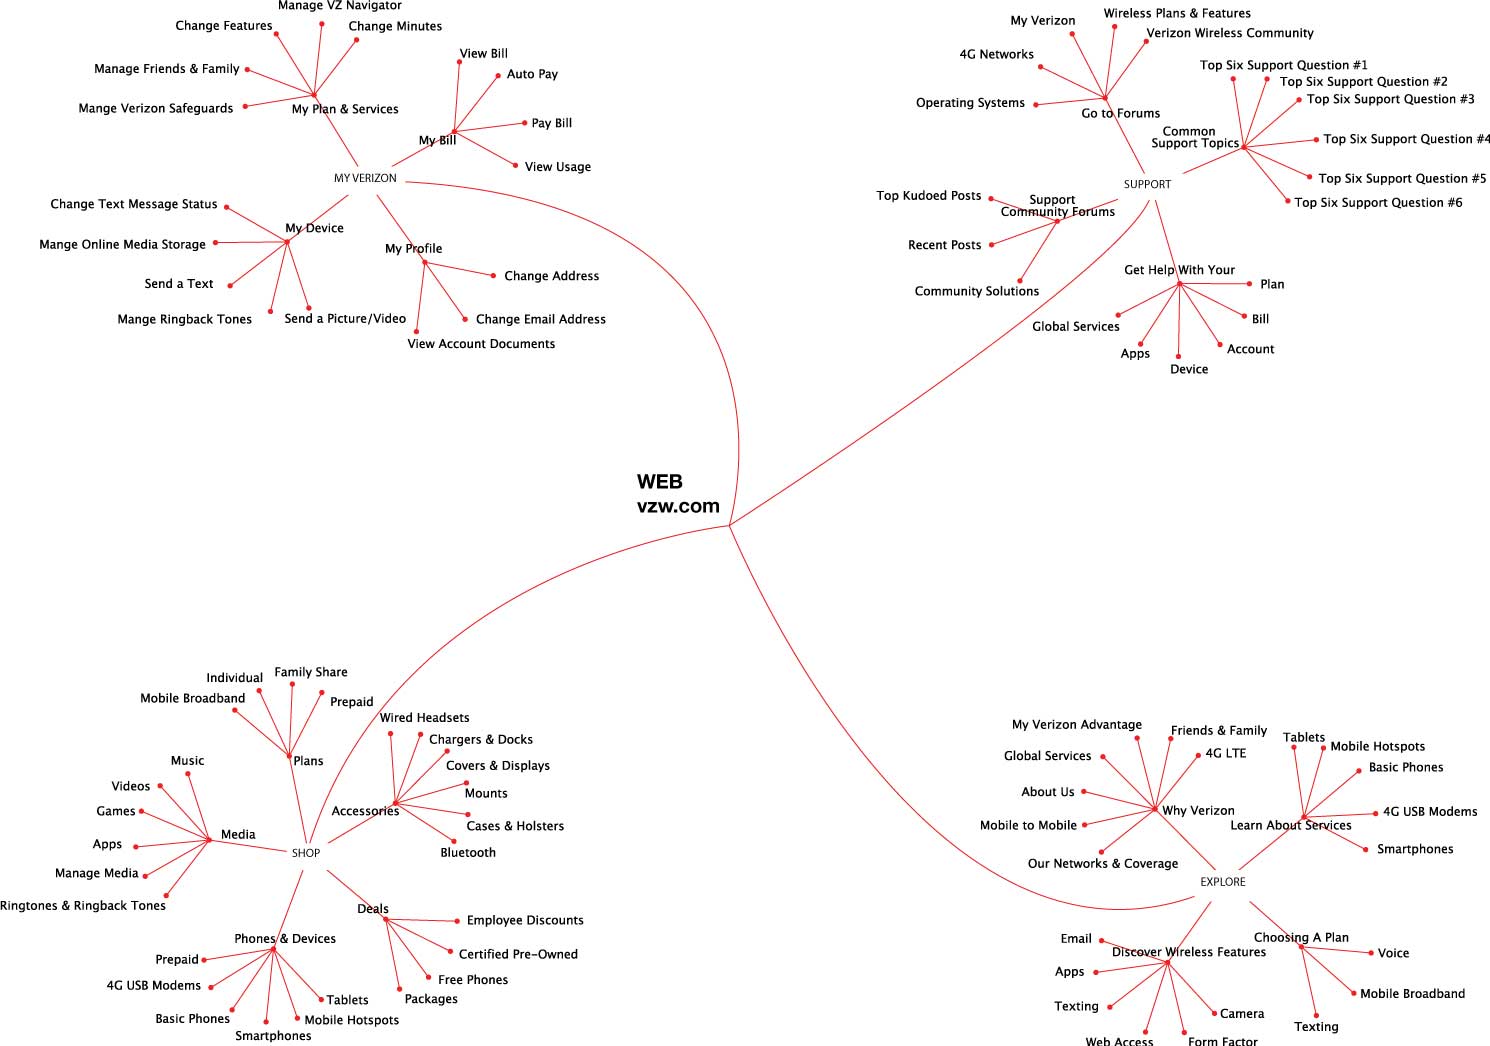 WEB
vzw.com
MY VERIZON
My Plan & Services
Manage VZ Navigator
Change Features
Change Minutes
Manage Friends & Family
Mange Verizon Safeguards
My Bill
View Bill
Auto Pay
Pay Bill
View Usage
My Device
Change Text Message Status
Mange Online Media Storage
Send a Text
Mange Ringback Tones
Send a Picture/Video
My Profile
Change Address
Change Email Address
View Account Documents
SUPPORT
Go to Forums
My Verizon
Wireless Plans & Features
Verizon Wireless Community
4G Networks
Operating Systems
Common
Support Topics
Top Six Support Question #1
Top Six Support Question #2
Top Six Support Question #3
Top Six Support Question #4
Top Six Support Question #5
Top Six Support Question #6
Support
Community Forums
Top Kudoed Posts
Recent Posts
Community Solutions
Get Help With Your
Plan
Bill
Account
Device
Apps
Global Services
SHOP
Plans
Mobile Broadband
Individual
Family Share
Prepaid
Accessories
Wired Headsets
Chargers & Docks
Covers & Displays
Mounts
Cases & Holsters
Bluetooth
Media
Music
Videos
Games
Apps
Manage Media
Ringtones & Ringback Tones
Deals
Employee Discounts
Certified Pre-Owned
Free Phones
Packages
Phones & Devices
Prepaid
4G USB Modems
Basic Phones
Smartphones
Mobile Hotspots
Tablets
EXPLORE
Why Verizon
My Verizon Advantage
Friends & Family
4G LTE
Global Services
About Us
Mobile to Mobile
Our Networks & Coverage
Learn About Services
Tablets
Mobile Hotspots
Basic Phones
4G USB Modems
Smartphones
Discover Wireless Features
Email
Apps
Texting
Web Access
Form Factor
Camera
Choosing A Plan
Voice
Mobile Broadband
Texting